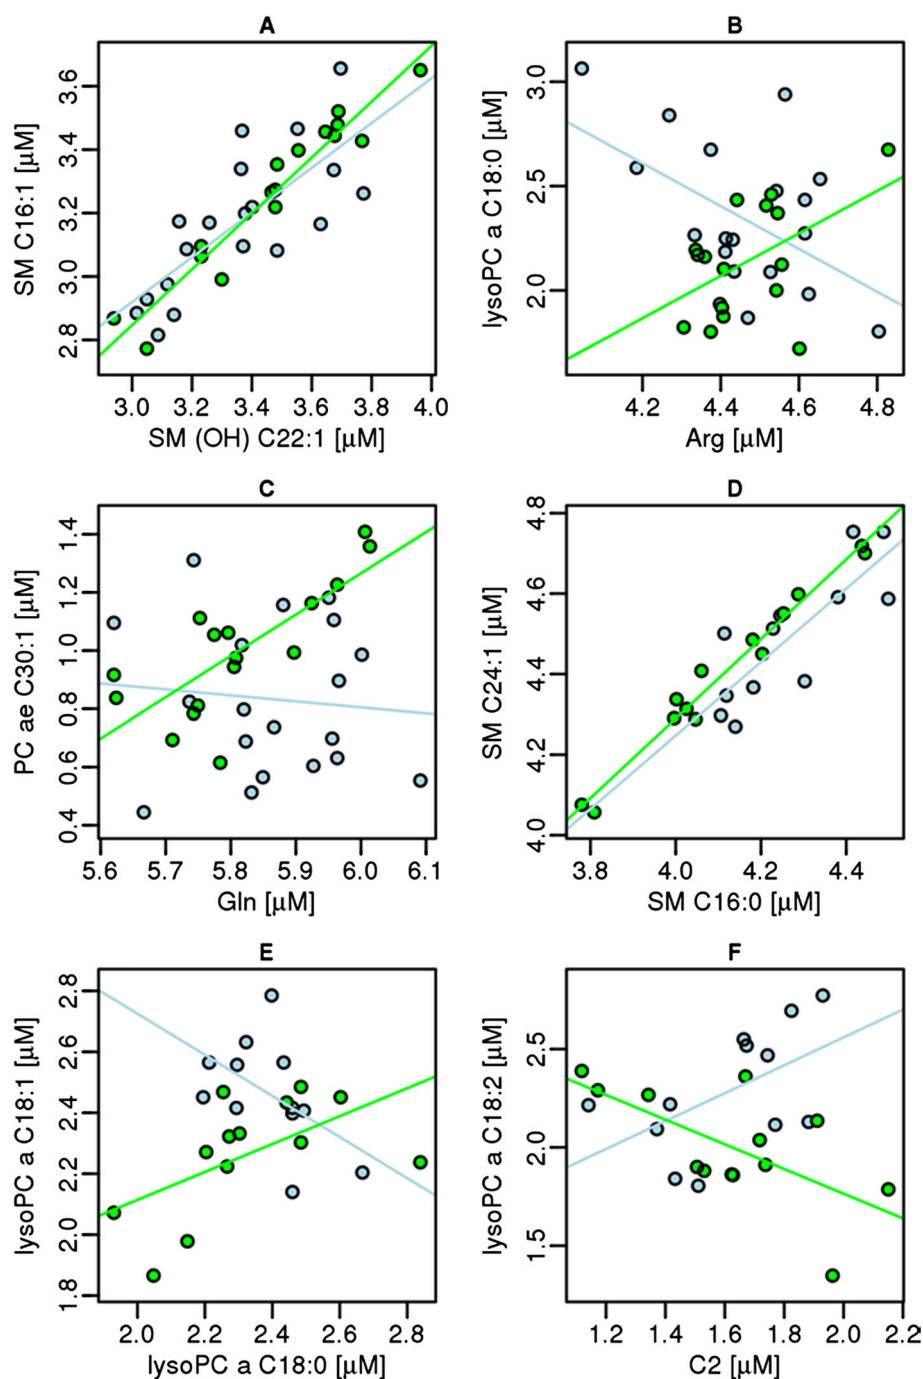 A
SM C16:1 [µM]
2.8 3.0 3.2 3.4 3.6
3.0 3.2 3.4 3.6 3.8 4.0
SM (OH) C22:1 [µM]
B
lysoPC a C18:0 [µM]
2.0 2.5 3.0
4.2 4.4 4.6 4.8
Arg [µM]
C
PC ae C30:1 [µM]
0.4 0.6 0.8 1.0 1.2 1.4
5.6 5.7 5.8 5.9 6.0 6.1
Gln [µM]
D
SM C24:1 [µM]
4.0 4.2 4.4 4.6 4.8
3.8 4.0 4.2 4.4
SM C16:0 [µM]
E
lysoPC a C18:1 [µM]
1.8 2.0 2.2 2.4 2.6 2.8
2.0 2.2 2.4 2.6 2.8
lysoPC a C18:0 [µM]
F
lysoPC a C18:2 [µM]
1.5 2.0 2.5
1.2 1.4 1.6 1.8 2.0 2.2
C2 [µM]